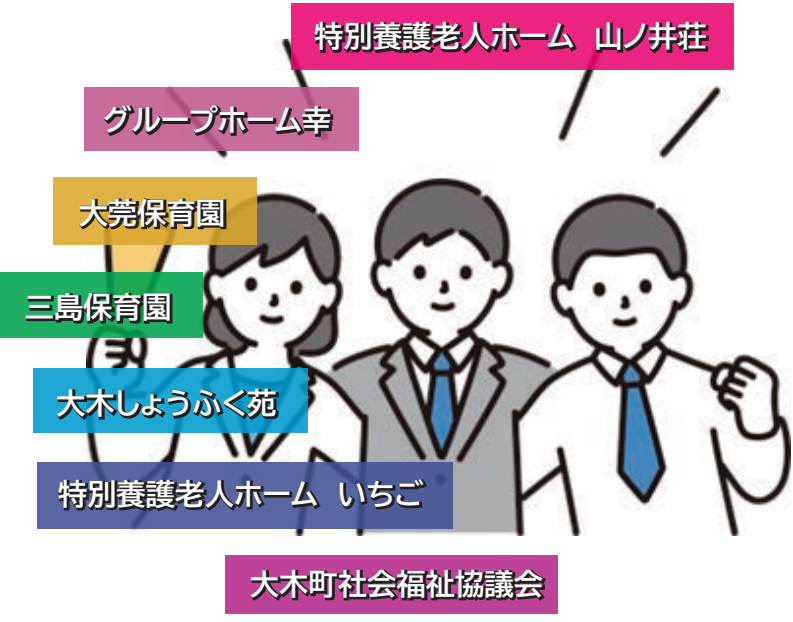 特別養護老人ホーム　山ノ井荘
グループホーム幸
大莞保育園
三島保育園
大木しょうふく苑
特別養護老人ホーム　いちご
大木町社会福祉協議会